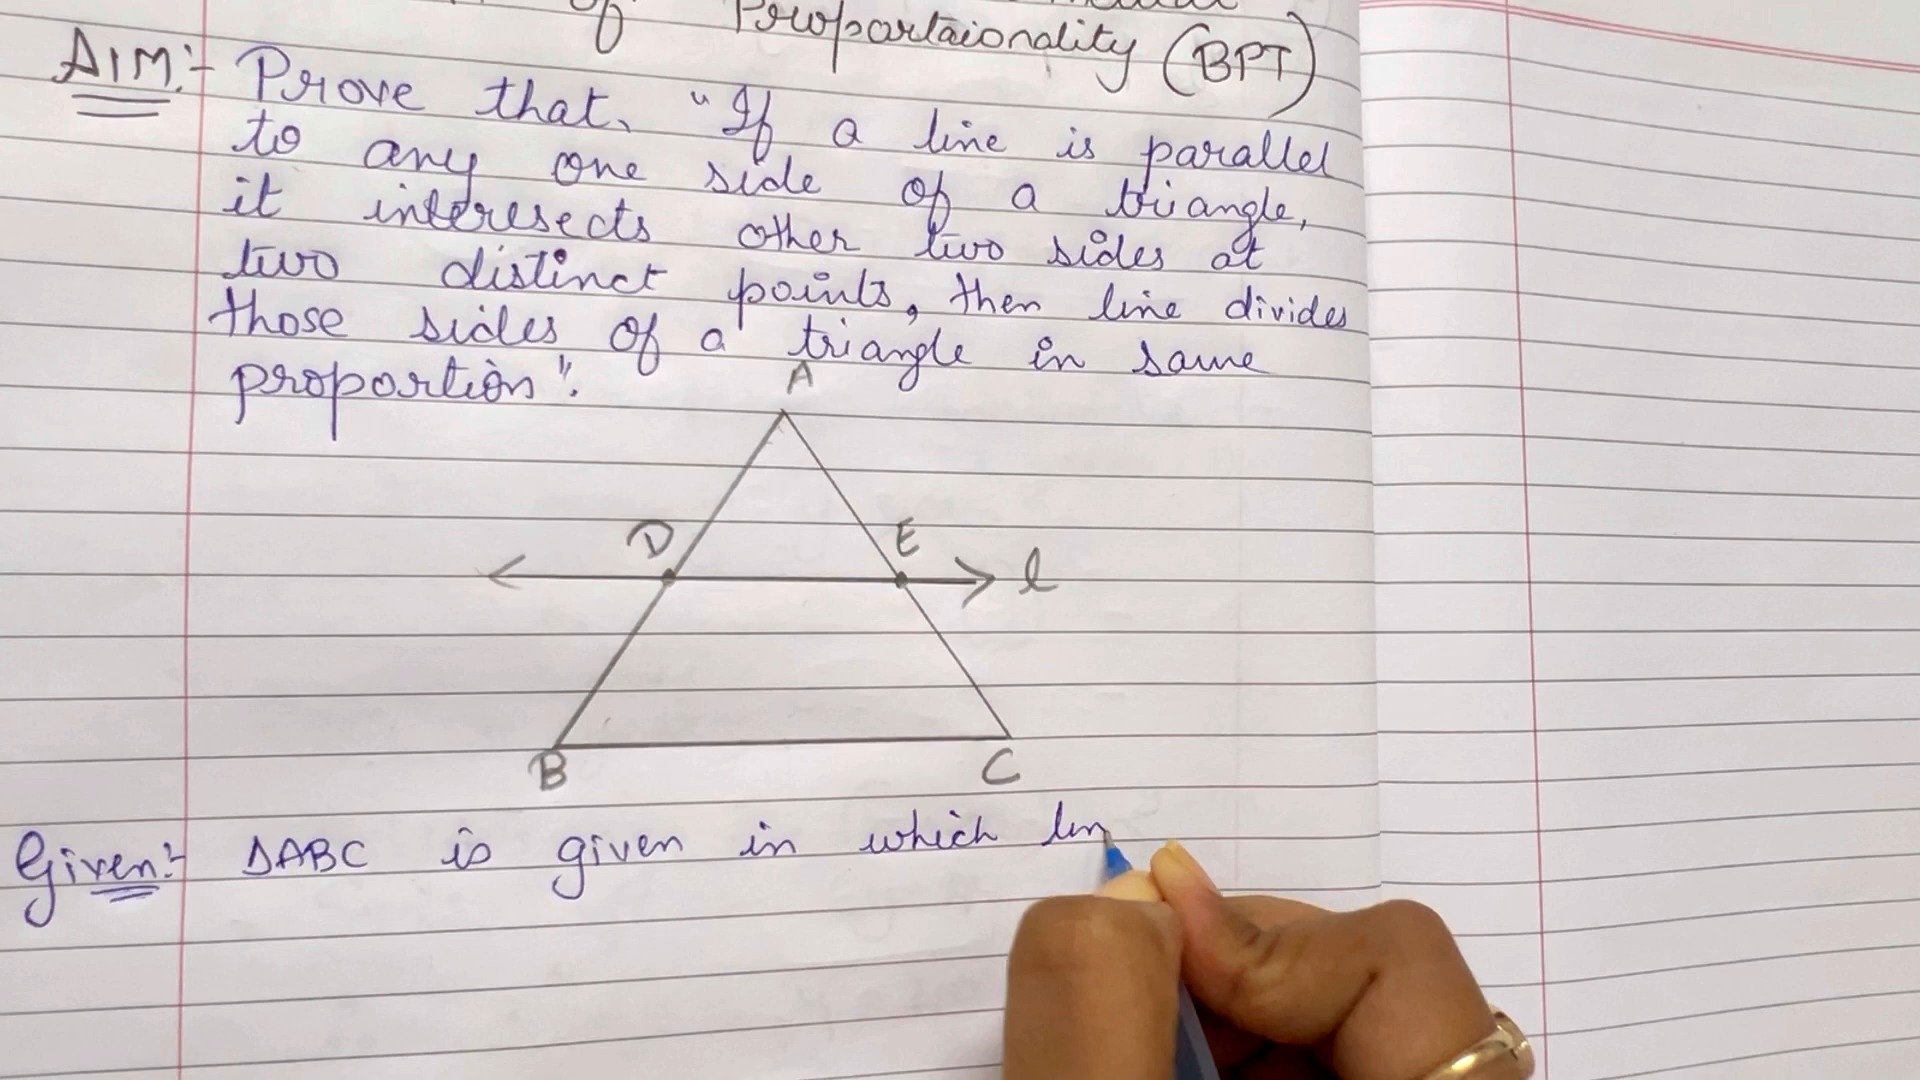 of Proportaionality (BPT)
AIM:- Prove that, "If a line is parallel
to any one side of a triangle,
it interesects other two sides at
two distinct points, then line divides
those sides of a triangle in same
proportion".
A
D E
l
B C
Given:- ΔABC is given in which lin